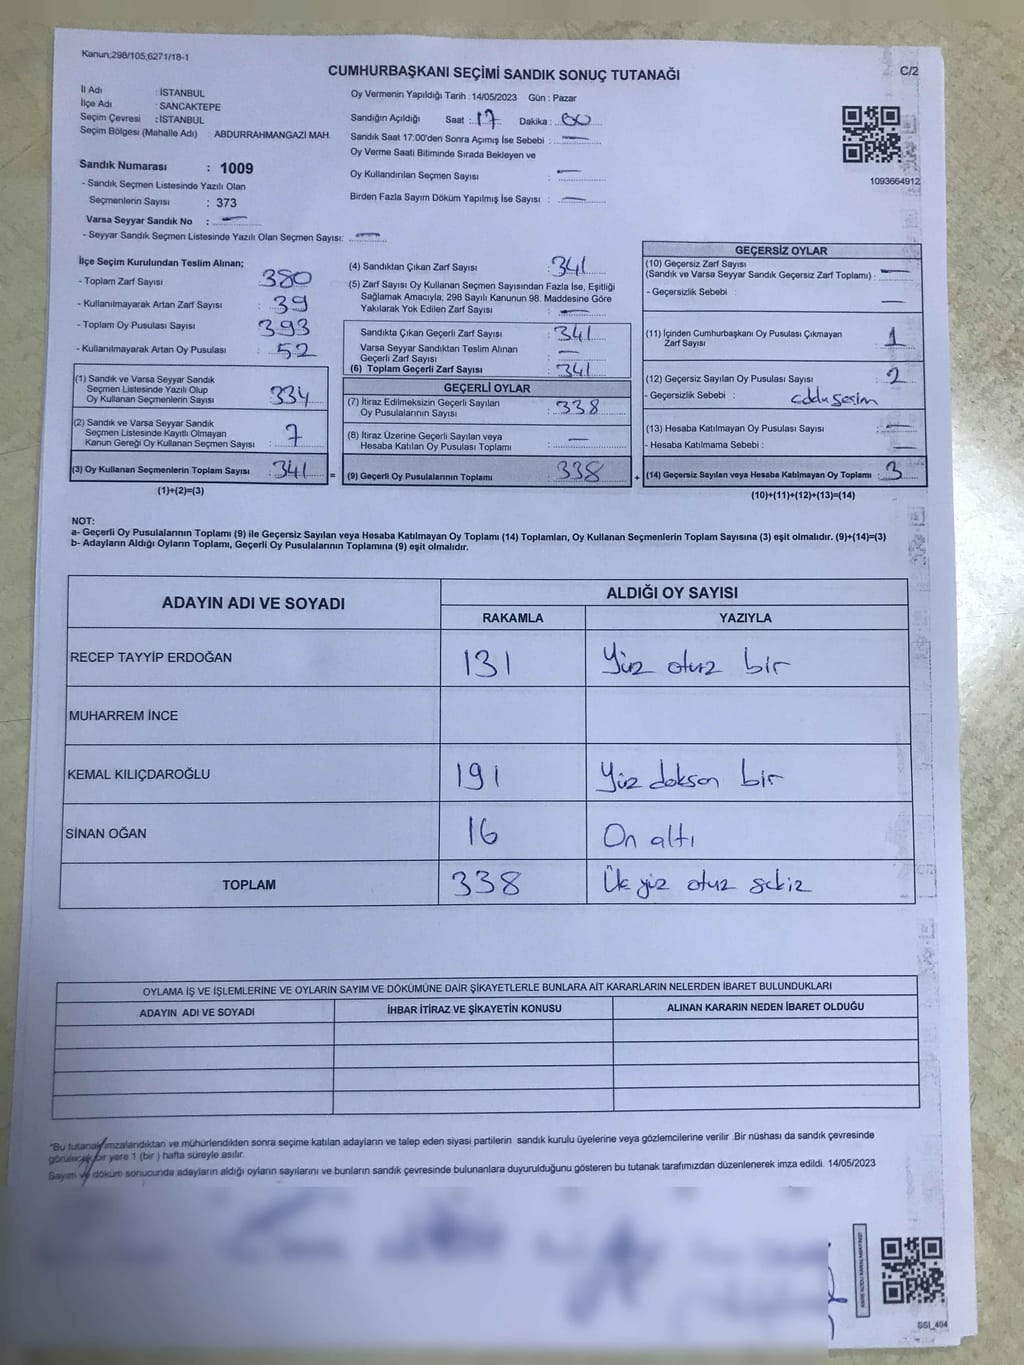 Kanun;298/105,6271/18-1
CUMHURBAŞKANI SEÇİMİ SANDIK SONUÇ TUTANAĞI
C/2
İl Adı : İSTANBUL
İlçe Adı : SANCAKTEPE
Seçim Çevresi : İSTANBUL
Seçim Bölgesi (Mahalle Adı) : ABDURRAHMANGAZİ MAH.
Sandık Numarası : 1009
- Sandık Seçmen Listesinde Yazılı Olan
Seçmenlerin Sayısı : 373
Varsa Seyyar Sandık No : —
- Seyyar Sandık Seçmen Listesinde Yazılı Olan Seçmen Sayısı: —
Oy Vermenin Yapıldığı Tarih : 14/05/2023 Gün : Pazar
Sandığın Açıldığı Saat : 17 Dakika : 00
Sandık Saat 17:00'den Sonra Açımış İse Sebebi : —
Oy Verme Saati Bitiminde Sırada Bekleyen ve
Oy Kullandırılan Seçmen Sayısı : —
Birden Fazla Sayım Döküm Yapılmış İse Sayısı : —
1093664912
İlçe Seçim Kurulundan Teslim Alınan;
- Toplam Zarf Sayısı : 380
- Kullanılmayarak Artan Zarf Sayısı : 39
- Toplam Oy Pusulası Sayısı : 393
- Kullanılmayarak Artan Oy Pusulası : 52
(1) Sandık ve Varsa Seyyar Sandık
Seçmen Listesinde Yazılı Olup
Oy Kullanan Seçmenlerin Sayısı : 334
(2) Sandık ve Varsa Seyyar Sandık
Seçmen Listesinde Kayıtlı Olmayan
Kanun Gereği Oy Kullanan Seçmen Sayısı : 7
(3) Oy Kullanan Seçmenlerin Toplam Sayısı : 341 =
(1)+(2)=(3)
(4) Sandıktan Çıkan Zarf Sayısı : 341
(5) Zarf Sayısı Oy Kullanan Seçmen Sayısından Fazla İse, Eşitliği
Sağlamak Amacıyla; 298 Sayılı Kanunun 98. Maddesine Göre
Yakılarak Yok Edilen Zarf Sayısı : —
Sandıkta Çıkan Geçerli Zarf Sayısı : 341
Varsa Seyyar Sandıktan Teslim Alınan
Geçerli Zarf Sayısı : —
(6) Toplam Geçerli Zarf Sayısı : 341
GEÇERLİ OYLAR
(7) İtiraz Edilmeksizin Geçerli Sayılan
Oy Pusulalarının Sayısı : 338
(8) İtiraz Üzerine Geçerli Sayılan veya
Hesaba Katılan Oy Pusulası Toplamı : —
(9) Geçerli Oy Pusulalarının Toplamı : 338 +
GEÇERSİZ OYLAR
(10) Geçersiz Zarf Sayısı
(Sandık ve Varsa Seyyar Sandık Geçersiz Zarf Toplamı) : —
- Geçersizlik Sebebi : —
(11) İçinden Cumhurbaşkanı Oy Pusulası Çıkmayan
Zarf Sayısı : 1
(12) Geçersiz Sayılan Oy Pusulası Sayısı : 2
- Geçersizlik Sebebi :
(13) Hesaba Katılmayan Oy Pusulası Sayısı : —
- Hesaba Katılmama Sebebi : —
(14) Geçersiz Sayılan veya Hesaba Katılmayan Oy Toplamı : 3
(10)+(11)+(12)+(13)=(14)
NOT:
a- Geçerli Oy Pusulalarının Toplamı (9) ile Geçersiz Sayılan veya Hesaba Katılmayan Oy Toplamı (14) Toplamları, Oy Kullanan Seçmenlerin Toplam Sayısına (3) eşit olmalıdır. (9)+(14)=(3)
b- Adayların Aldığı Oyların Toplamı, Geçerli Oy Pusulalarının Toplamına (9) eşit olmalıdır.
ADAYIN ADI VE SOYADI ALDIĞI OY SAYISI
RAKAMLA YAZIYLA
RECEP TAYYİP ERDOĞAN 131 Yüz otuz bir
MUHARREM İNCE
KEMAL KILIÇDAROĞLU 191 Yüz doksan bir
SİNAN OĞAN 16 On altı
TOPLAM 338 Üç yüz otuz sekiz
OYLAMA İŞ VE İŞLEMLERİNE VE OYLARIN SAYIM VE DÖKÜMÜNE DAİR ŞİKAYETLERLE BUNLARA AİT KARARLARIN NELERDEN İBARET BULUNDUKLARI
ADAYIN ADI VE SOYADI İHBAR İTİRAZ VE ŞİKAYETİN KONUSU ALINAN KARARIN NEDEN İBARET OLDUĞU
"Bu tutanak imzalandıktan ve mühürlendikten sonra seçime katılan adayların ve talep eden siyasi partilerin sandık kurulu üyelerine veya gözlemcilerine verilir .Bir nüshası da sandık çevresinde
görülecek bir yere 1 (bir ) hafta süreyle asılır.
Sayım ve döküm sonucunda adayların aldığı oyların sayılarını ve bunların sandık çevresinde bulunanlara duyurulduğunu gösteren bu tutanak tarafımızdan düzenlenerek imza edildi. 14/05/2023